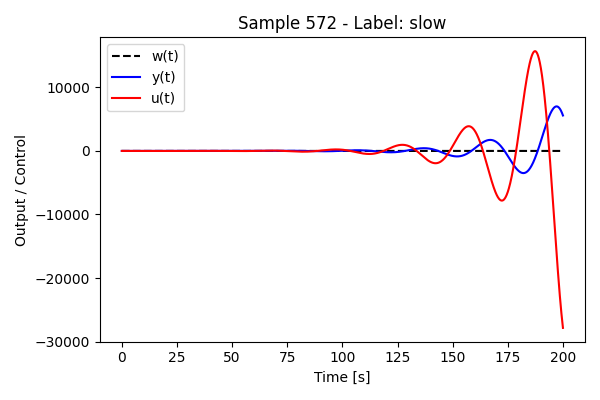 Sample 572 - Label: slow
w(t)
y(t)
u(t)
10000
0
−10000
−20000
−30000
Output / Control
0 25 50 75 100 125 150 175 200
Time [s]